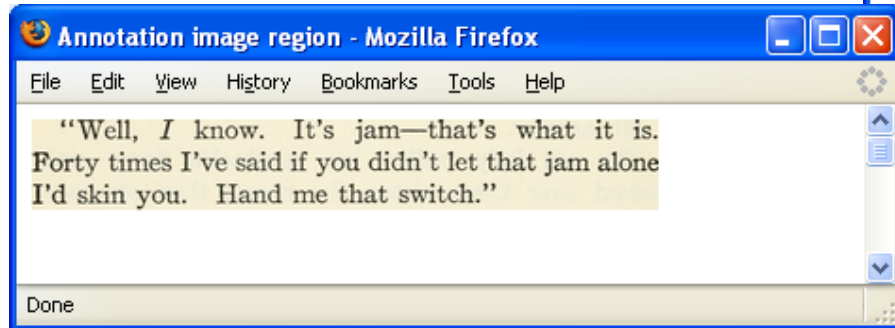 Annotation image region - Mozilla Firefox
File Edit View History Bookmarks Tools Help
“Well, I know. It's jam—that's what it is.
Forty times I've said if you didn't let that jam alone
I'd skin you. Hand me that switch.”
Done